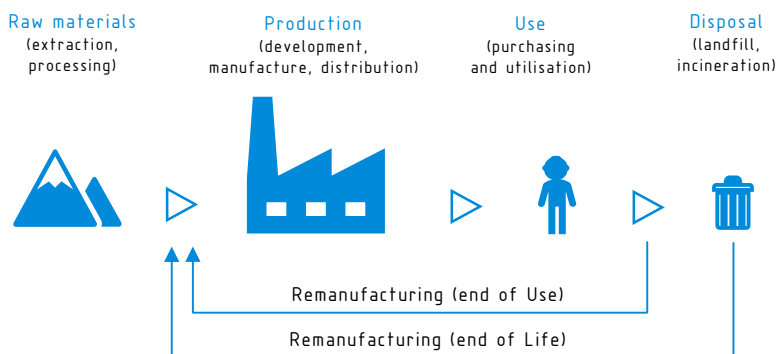 Raw materials
(extraction,
processing)
Production
(development,
manufacture, distribution)
Use
(purchasing
and utilisation)
Disposal
(landfill,
incineration)
Remanufacturing (end of Use)
Remanufacturing (end of Life)